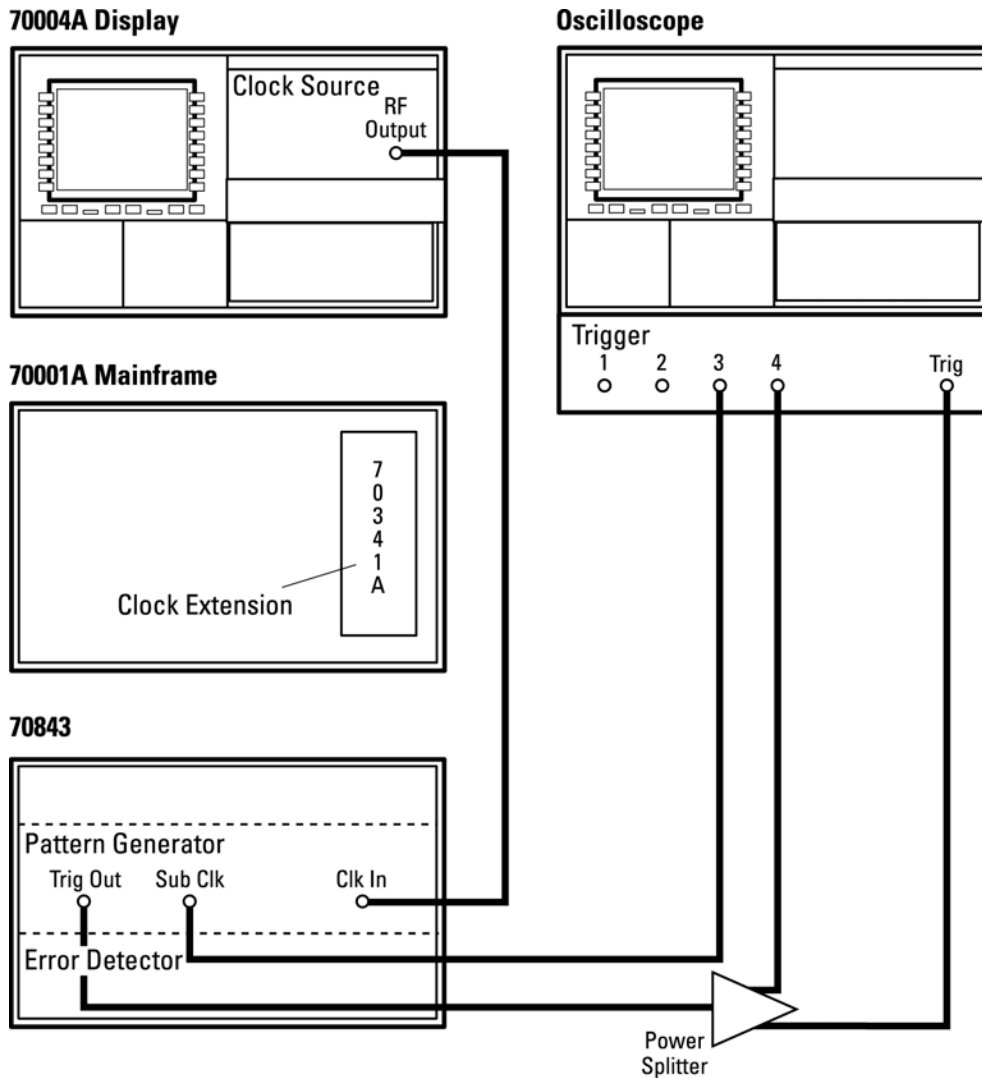 70004A Display
Clock Source
RF
Output
Oscilloscope
Trigger
1 2 3 4 Trig
70001A Mainframe
7
0
3
4
1
A
Clock Extension
70843
Pattern Generator
Trig Out Sub Clk Clk In
Error Detector
Power
Splitter